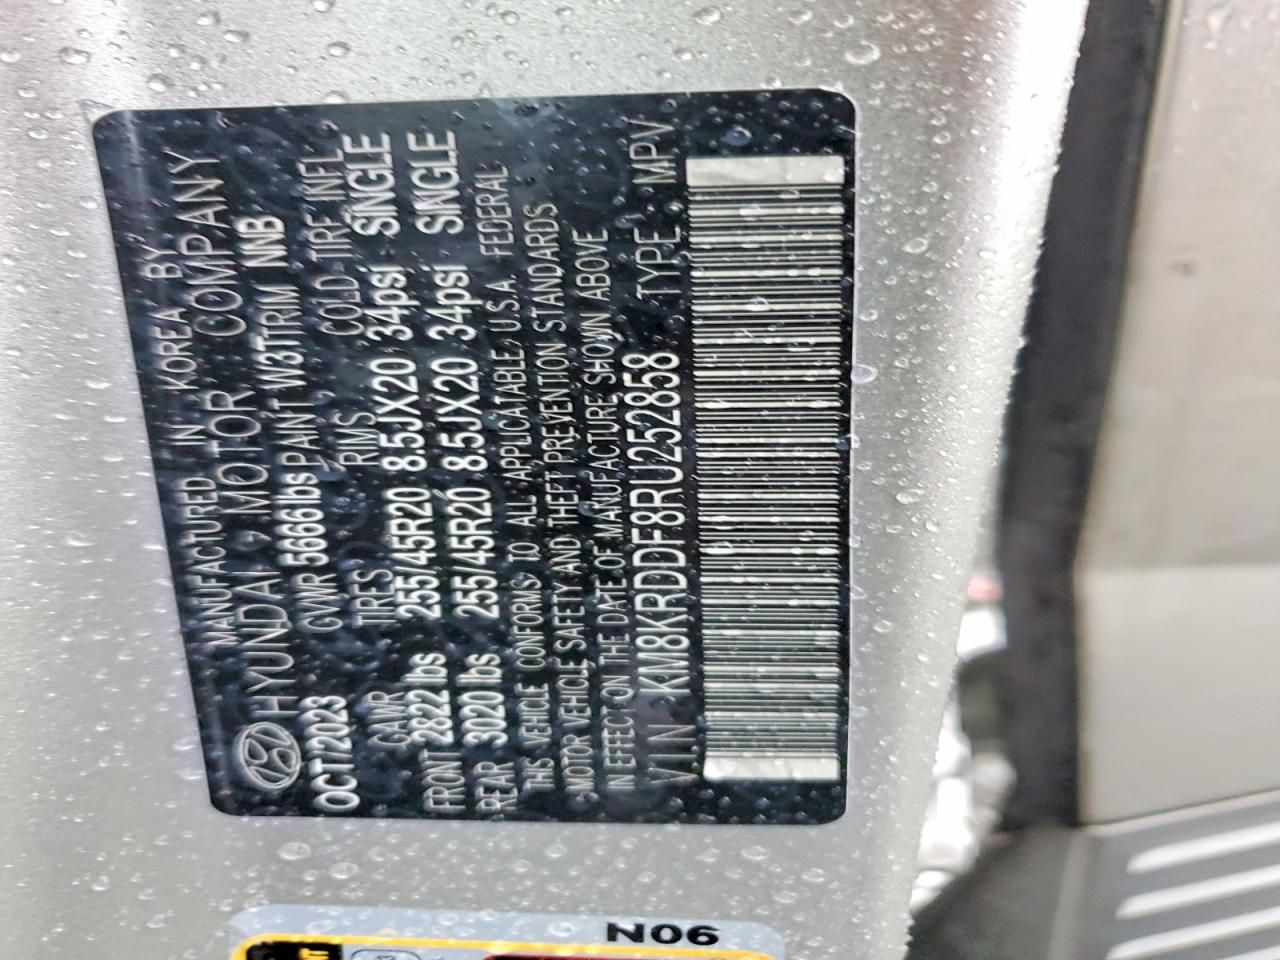 MANUFACTURED IN KOREA BY
HYUNDAI MOTOR COMPANY
OCT/2023 GVWR 5666 lbs PAINT W3T TRIM NNB
GAWR TIRES RIMS COLD TIRE INFL
FRONT 2822 lbs 255/45R20 8.5JX20 34psi SINGLE
REAR 3020 lbs 255/45R20 8.5JX20 34psi SINGLE
THIS VEHICLE CONFORMS TO ALL APPLICATABLE U.S.A FEDERAL
MOTOR VEHICLE SAFETY AND THEFT PREVENTION STANDARDS
IN EFFECT ON THE DATE OF MANUFACTURE SHOWN ABOVE
VIN KM8KRDDF8RU252858 TYPE MPV
N06